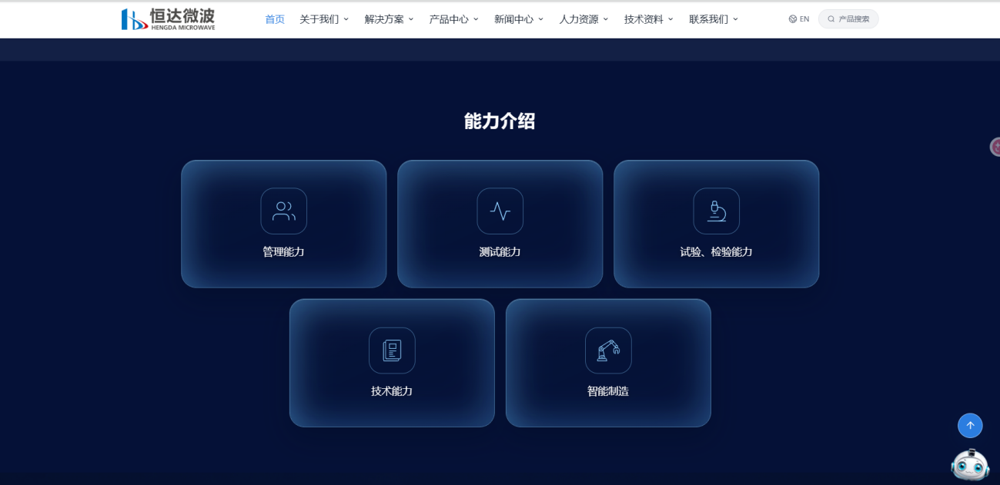 恒达微波
HENGDA MICROWAVE
首页 关于我们 解决方案 产品中心 新闻中心 人力资源 技术资料 联系我们 EN 产品搜索
能力介绍
管理能力 测试能力 试验、检验能力
技术能力 智能制造